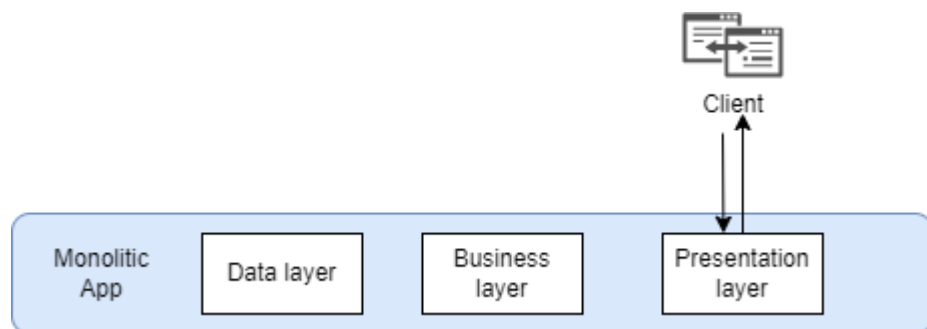 Client
Monolitic
App
Data layer
Business
layer
Presentation
layer